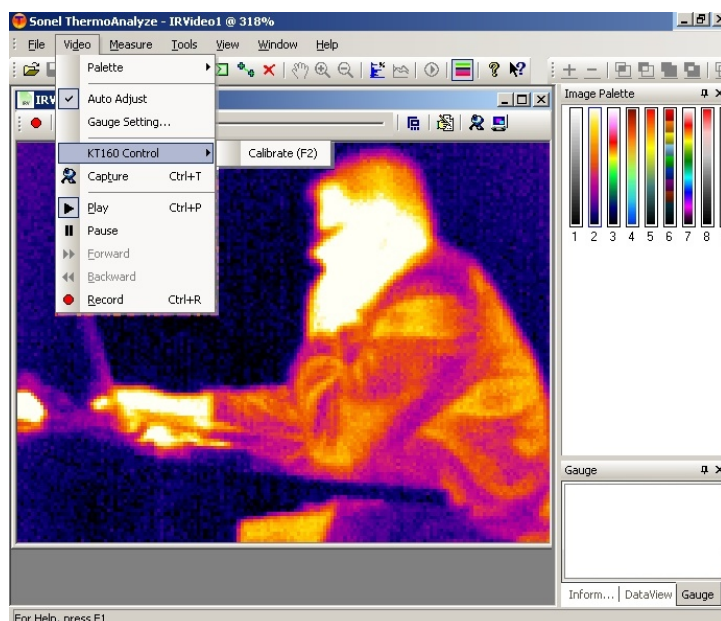 Sonel ThermoAnalyze - IRVideo1 @ 318%
File Video Measure Tools View Window Help
Palette
Auto Adjust
Gauge Setting...
KT160 Control
Calibrate (F2)
Capture Ctrl+T
Play Ctrl+P
Pause
Forward
Backward
Record Ctrl+R
Image Palette
1 2 3 4 5 6 7 8
Gauge
Inform... DataView Gauge
For Help, press F1